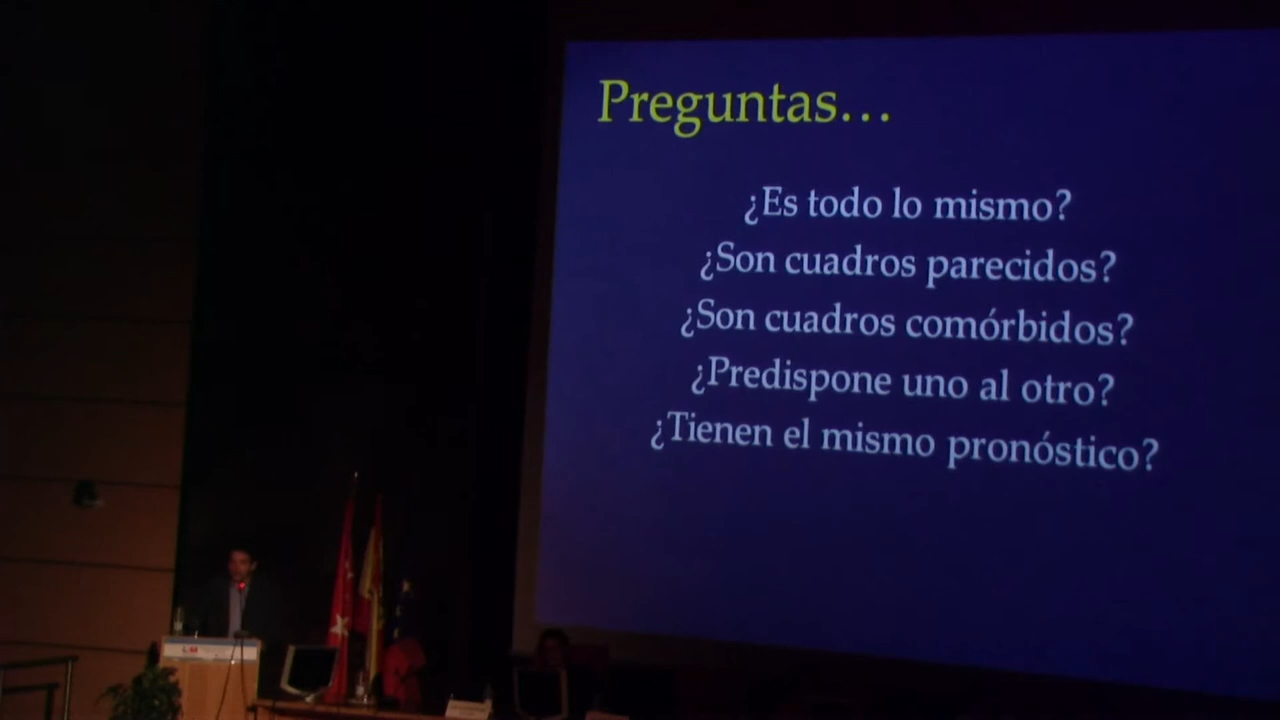 Preguntas...
¿Es todo lo mismo?
¿Son cuadros parecidos?
¿Son cuadros comórbidos?
¿Predispone uno al otro?
¿Tienen el mismo pronóstico?